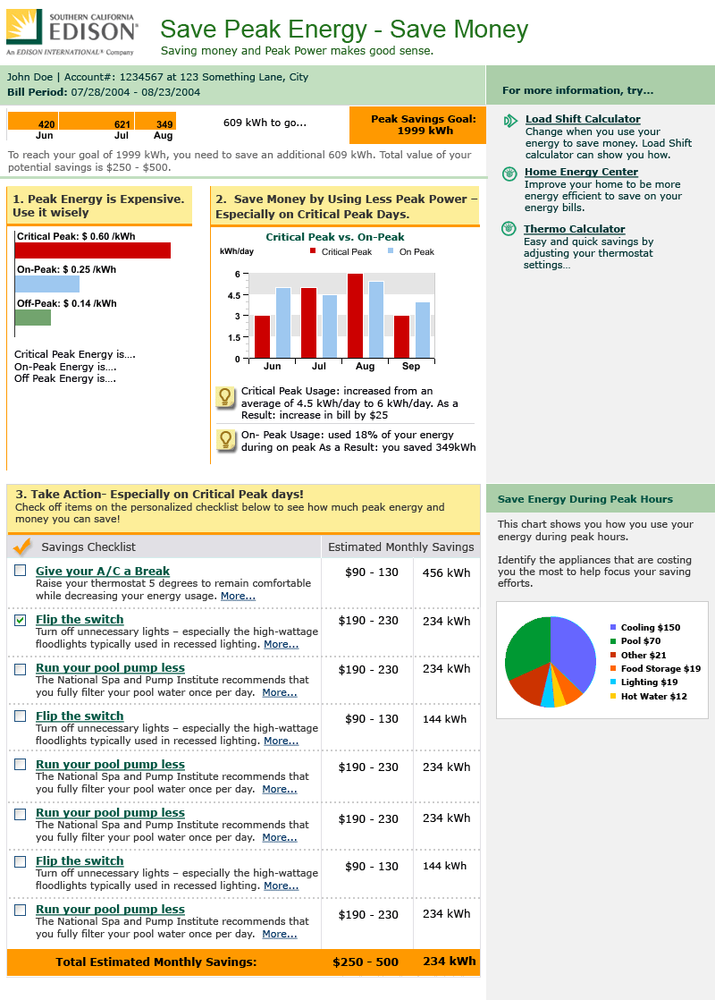 SOUTHERN CALIFORNIA
EDISON®
An EDISON INTERNATIONAL® Company
Save Peak Energy - Save Money
Saving money and Peak Power makes good sense.
John Doe | Account#: 1234567 at 123 Something Lane, City
Bill Period: 07/28/2004 - 08/23/2004
420 621 349
Jun Jul Aug
609 kWh to go...
Peak Savings Goal:
1999 kWh
To reach your goal of 1999 kWh, you need to save an additional 609 kWh. Total value of your
potential savings is $250 - $500.
For more information, try...
Load Shift Calculator
Change when you use your
energy to save money. Load Shift
calculator can show you how.
Home Energy Center
Improve your home to be more
energy efficient to save on your
energy bills.
Thermo Calculator
Easy and quick savings by
adjusting your thermostat
settings...
1. Peak Energy is Expensive.
Use it wisely
Critical Peak: $ 0.60 /kWh
On-Peak: $ 0.25 /kWh
Off-Peak: $ 0.14 /kWh
Critical Peak Energy is....
On-Peak Energy is....
Off Peak Energy is....
2. Save Money by Using Less Peak Power –
Especially on Critical Peak Days.
Critical Peak vs. On-Peak
kWh/day
Critical Peak On Peak
6
4.5
3
1.5
0
Jun Jul Aug Sep
Critical Peak Usage: increased from an
average of 4.5 kWh/day to 6 kWh/day. As a
Result: increase in bill by $25
On- Peak Usage: used 18% of your energy
during on peak As a Result: you saved 349kWh
3. Take Action- Especially on Critical Peak days!
Check off items on the personalized checklist below to see how much peak energy and
money you can save!
Savings Checklist Estimated Monthly Savings
Give your A/C a Break
Raise your thermostat 5 degrees to remain comfortable
while decreasing your energy usage. More...
$90 - 130 456 kWh
Flip the switch
Turn off unnecessary lights – especially the high-wattage
floodlights typically used in recessed lighting. More...
$190 - 230 234 kWh
Run your pool pump less
The National Spa and Pump Institute recommends that
you fully filter your pool water once per day. More...
$190 - 230 234 kWh
Flip the switch
Turn off unnecessary lights – especially the high-wattage
floodlights typically used in recessed lighting. More...
$90 - 130 144 kWh
Run your pool pump less
The National Spa and Pump Institute recommends that
you fully filter your pool water once per day. More...
$190 - 230 234 kWh
Run your pool pump less
The National Spa and Pump Institute recommends that
you fully filter your pool water once per day. More...
$190 - 230 234 kWh
Flip the switch
Turn off unnecessary lights – especially the high-wattage
floodlights typically used in recessed lighting. More...
$90 - 130 144 kWh
Run your pool pump less
The National Spa and Pump Institute recommends that
you fully filter your pool water once per day. More...
$190 - 230 234 kWh
Total Estimated Monthly Savings: $250 - 500 234 kWh
Save Energy During Peak Hours
This chart shows you how you use your
energy during peak hours.
Identify the appliances that are costing
you the most to help focus your saving
efforts.
Cooling $150
Pool $70
Other $21
Food Storage $19
Lighting $19
Hot Water $12